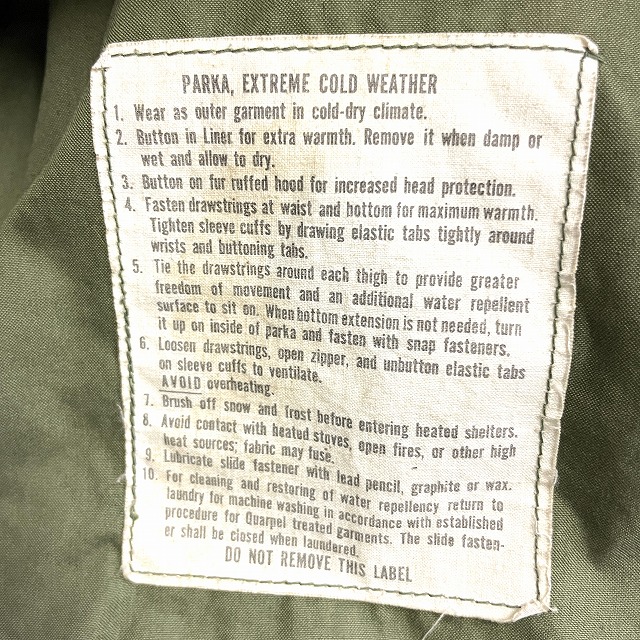 PARKA, EXTREME COLD WEATHER
1. Wear as outer garment in cold-dry climate.
2. Button in Liner for extra warmth. Remove it when damp or
wet and allow to dry.
3. Button on fur ruffed hood for increased head protection.
4. Fasten drawstrings at waist and bottom for maximum warmth.
Tighten sleeve cuffs by drawing elastic tabs tightly around
wrists and buttoning tabs.
5. Tie the drawstrings around each thigh to provide greater
freedom of movement and an additional water repellent
surface to sit on. When bottom extension is not needed, turn
it up on inside of parka and fasten with snap fasteners.
6. Loosen drawstrings, open zipper, and unbutton elastic tabs
on sleeve cuffs to ventilate.
AVOID overheating.
7. Brush off snow and frost before entering heated shelters.
8. Avoid contact with heated stoves, open fires, or other high
heat sources; fabric may fuse.
9. Lubricate slide fastener with lead pencil, graphite or wax.
10. For cleaning and restoring of water repellency return to
laundry for machine washing in accordance with established
procedure for Quarpel treated garments. The slide fasten-
er shall be closed when laundered.
DO NOT REMOVE THIS LABEL